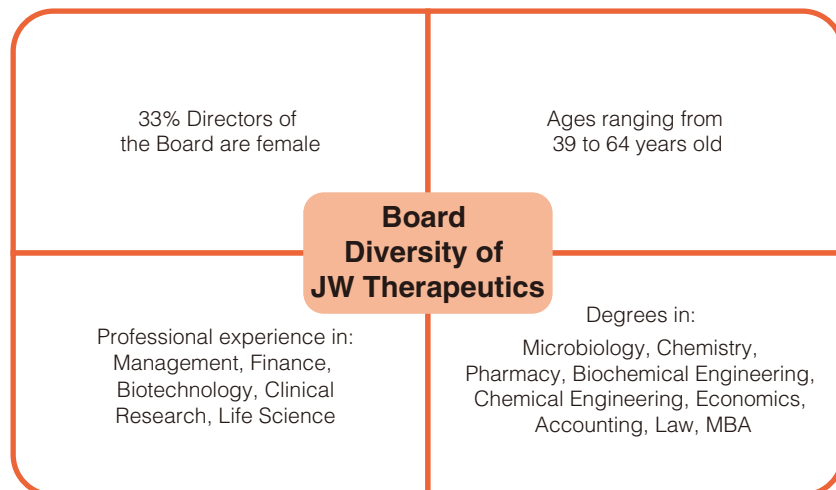 33% Directors of
the Board are female
Ages ranging from
39 to 64 years old
Board
Diversity of
JW Therapeutics
Professional experience in:
Management, Finance,
Biotechnology, Clinical
Research, Life Science
Degrees in:
Microbiology, Chemistry,
Pharmacy, Biochemical Engineering,
Chemical Engineering, Economics,
Accounting, Law, MBA